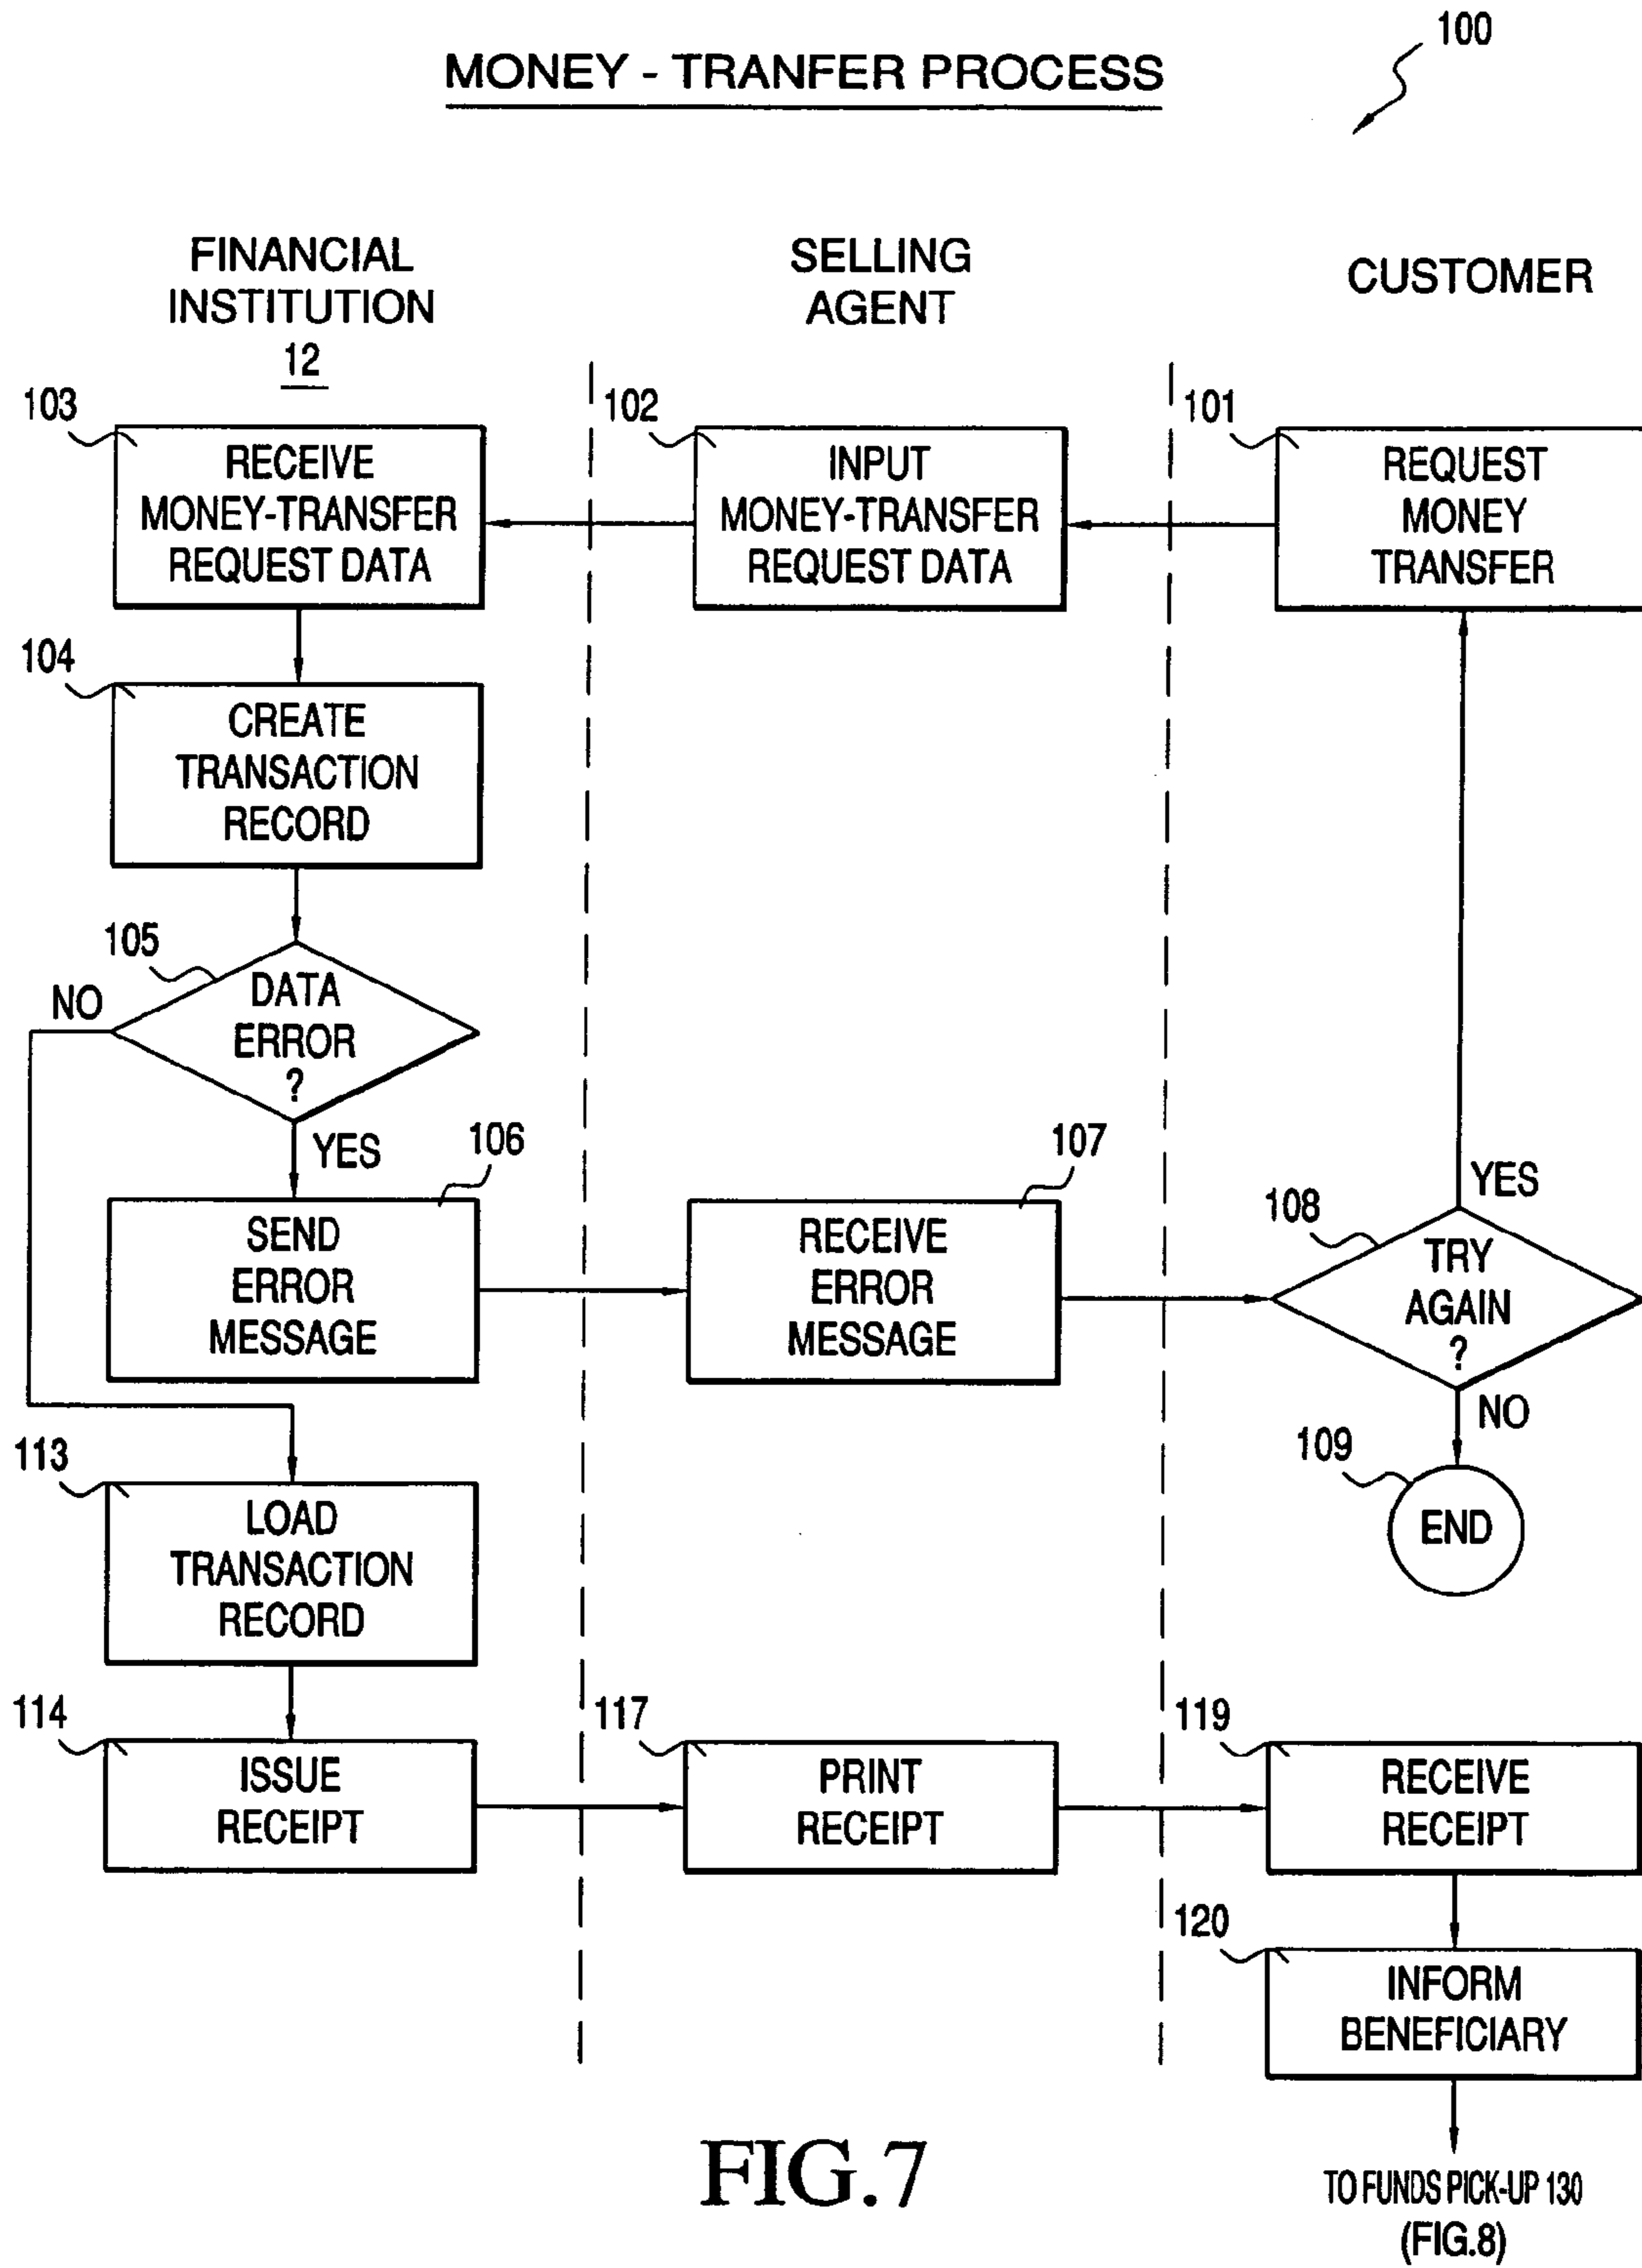 100
MONEY - TRANFER PROCESS
FINANCIAL
INSTITUTION
12
SELLING
AGENT
CUSTOMER
103
RECEIVE
MONEY-TRANSFER
REQUEST DATA
102
INPUT
MONEY-TRANSFER
REQUEST DATA
101
REQUEST
MONEY
TRANSFER
104
CREATE
TRANSACTION
RECORD
105
DATA
ERROR
?
NO
YES
106
SEND
ERROR
MESSAGE
107
RECEIVE
ERROR
MESSAGE
108
TRY
AGAIN
?
YES
NO
109
END
113
LOAD
TRANSACTION
RECORD
114
ISSUE
RECEIPT
117
PRINT
RECEIPT
119
RECEIVE
RECEIPT
120
INFORM
BENEFICIARY
TO FUNDS PICK-UP 130
(FIG.8)
FIG.7